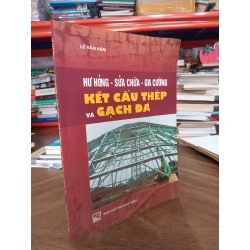 LÊ VĂN KIỂM
HƯ HỎNG - SỬA CHỮA - GIA CƯỜNG
KẾT CẤU THÉP
VÀ GẠCH ĐÁ